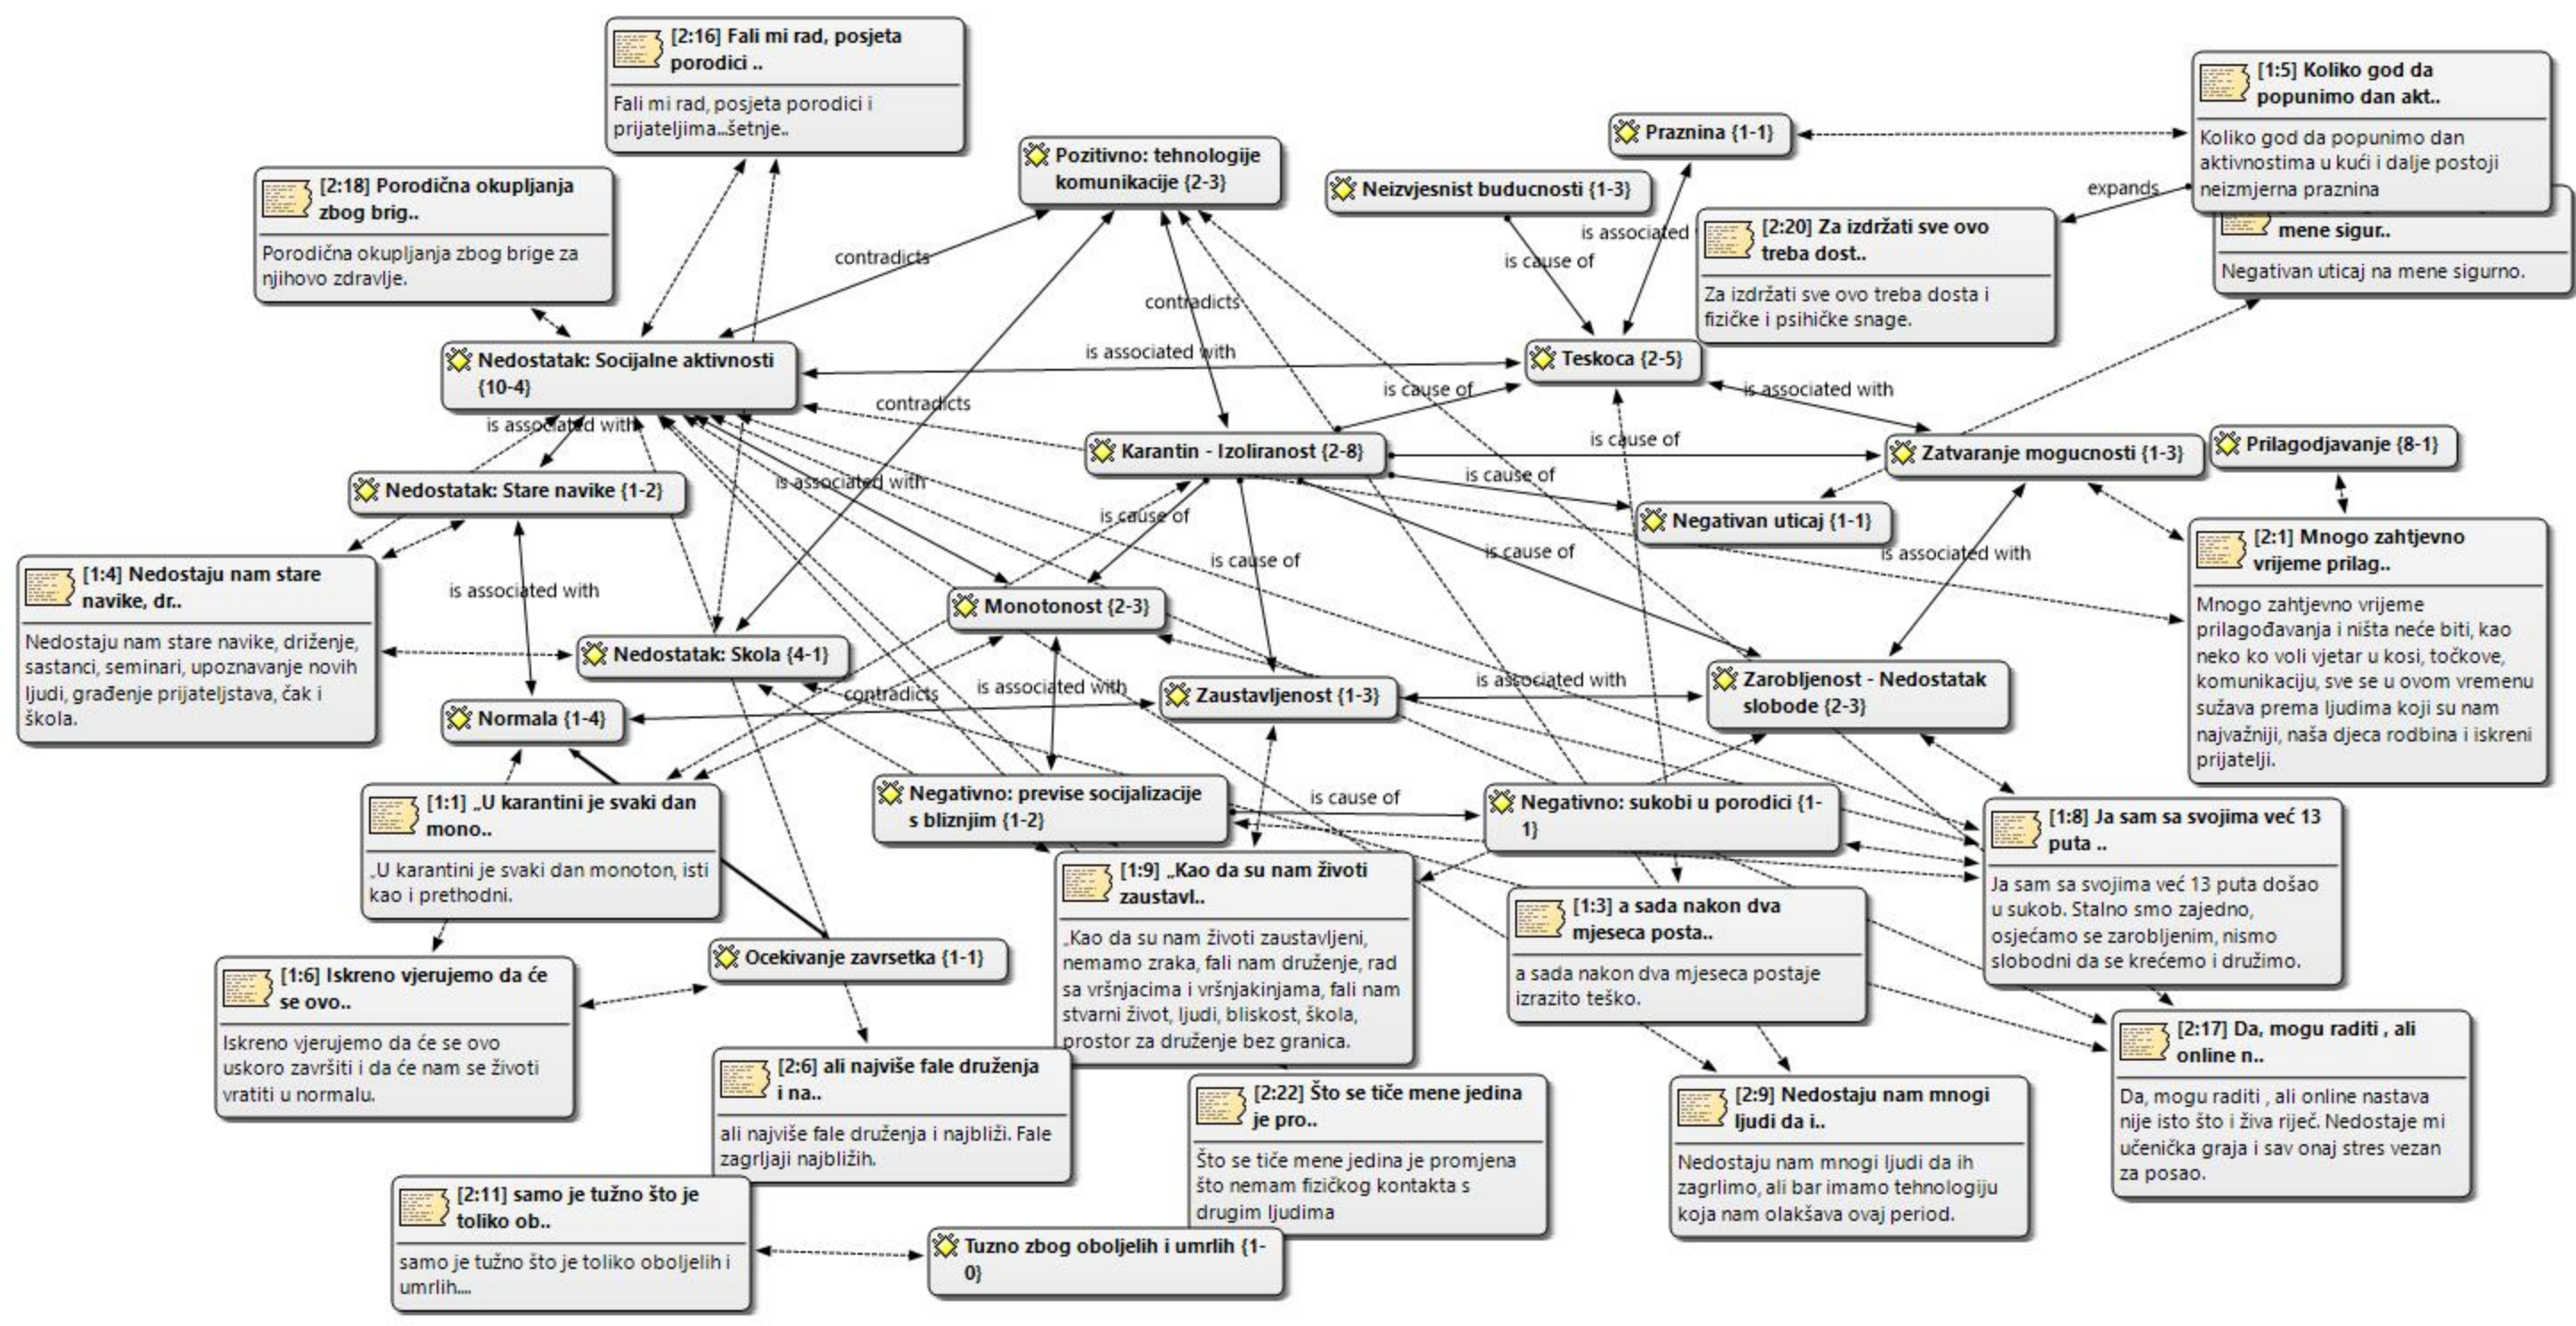 [2:16] Fali mi rad, posjeta
porodici ..
Fali mi rad, posjeta porodici i
prijateljima...šetnje..
[1:5] Koliko god da
popunimo dan akt..
Koliko god da popunimo dan
aktivnostima u kući i dalje postoji
neizmjerna praznina
Praznina {1-1}
Pozitivno: tehnologije
komunikacije {2-3}
Neizvjesnist buducnosti {1-3}
[2:18] Porodična okupljanja
zbog brig..
Porodična okupljanja zbog brige za
njihovo zdravlje.
expands
mene sigur..
Negativan uticaj na mene sigurno.
[2:20] Za izdržati sve ovo
treba dost..
Za izdržati sve ovo treba dosta i
fizičke i psihičke snage.
is associated
contradicts
is cause of
contradicts
Nedostatak: Socijalne aktivnosti
{10-4}
is associated with
Teskoca {2-5}
is cause of
is associated with
contradicts
is associated with
Karantin - Izoliranost {2-8}
is cause of
Zatvaranje mogucnosti {1-3}
Prilagodjavanje {8-1}
Nedostatak: Stare navike {1-2}
is associated with
is cause of
is cause of
Negativan uticaj {1-1}
is cause of
is cause of
is associated with
[1:4] Nedostaju nam stare
navike, dr..
Nedostaju nam stare navike, driženje,
sastanci, seminari, upoznavanje novih
ljudi, građenje prijateljstava, čak i
škola.
[2:1] Mnogo zahtjevno
vrijeme prilag..
Mnogo zahtjevno vrijeme
prilagođavanja i ništa neće biti, kao
neko ko voli vjetar u kosi, točkove,
komunikaciju, sve se u ovom vremenu
sužava prema ljudima koji su nam
najvažniji, naša djeca rodbina i iskreni
prijatelji.
is associated with
Monotonost {2-3}
Nedostatak: Skola {4-1}
contradicts
is associated with
Zaustavljenost {1-3}
is associated with
Zarobljenost - Nedostatak
slobode {2-3}
Normala {1-4}
[1:1] „U karantini je svaki dan
mono..
„U karantini je svaki dan monoton, isti
kao i prethodni.
Negativno: previse socijalizacije
s bliznjim {1-2}
is cause of
Negativno: sukobi u porodici {1-
1}
[1:8] Ja sam sa svojima već 13
puta ..
Ja sam sa svojima već 13 puta došao
u sukob. Stalno smo zajedno,
osjećamo se zarobljenim, nismo
slobodni da se krećemo i družimo.
[1:9] „Kao da su nam životi
zaustavl..
„Kao da su nam životi zaustavljeni,
nemamo zraka, fali nam druženje, rad
sa vršnjacima i vršnjakinjama, fali nam
stvarni život, ljudi, bliskost, škola,
prostor za druženje bez granica.
[1:3] a sada nakon dva
mjeseca posta..
a sada nakon dva mjeseca postaje
izrazito teško.
Ocekivanje zavrsetka {1-1}
[1:6] Iskreno vjerujemo da će
se ovo..
Iskreno vjerujemo da će se ovo
uskoro završiti i da će nam se životi
vratiti u normalu.
[2:17] Da, mogu raditi , ali
online n..
Da, mogu raditi , ali online nastava
nije isto što i živa riječ. Nedostaje mi
učenička graja i sav onaj stres vezan
za posao.
[2:6] ali najviše fale druženja
i na..
ali najviše fale druženja i najbliži. Fale
zagrljaji najbližih.
[2:22] Što se tiče mene jedina
je pro..
Što se tiče mene jedina je promjena
što nemam fizičkog kontakta s
drugim ljudima
[2:9] Nedostaju nam mnogi
ljudi da i..
Nedostaju nam mnogi ljudi da ih
zagrlimo, ali bar imamo tehnologiju
koja nam olakšava ovaj period.
[2:11] samo je tužno što je
toliko ob..
samo je tužno što je toliko oboljelih i
umrlih....
Tuzno zbog oboljelih i umrlih {1-
0}